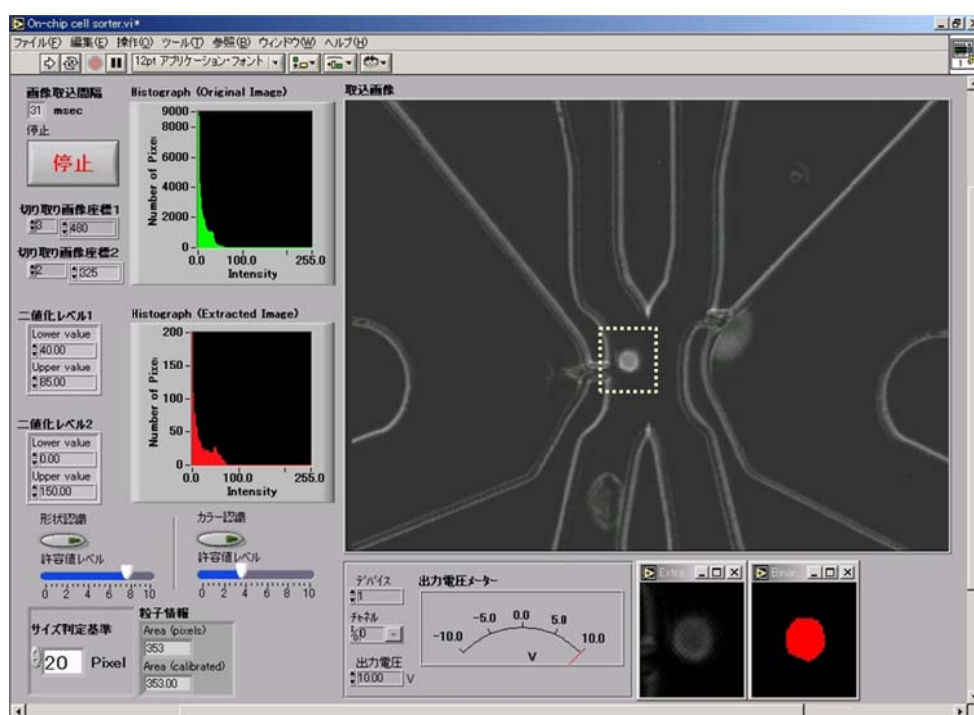 On-chip cell sorter.vi *
ファイル(F) 編集(E) 操作(O) ツール(T) 参照(B) ウィンドウ(W) ヘルプ(H)
12pt アプリケーション・フォント
1
画像取込間隔
31 msec
停止
停止
切り取り画像座標1
3 480
切り取り画像座標2
2 325
Histograph (Original Image)
Number of Pixe
9000
8000
6000
4000
2000
0
0.0 100.0 255.0
Intensity
取込画像
二値化レベル1
Lower value
40.00
Upper value
85.00
二値化レベル2
Lower value
0.00
Upper value
150.00
Histograph (Extracted Image)
Number of Pixe
200
150
100
50
0
0.0 100.0 255.0
Intensity
形状認識
許容値レベル
0 2 4 6 8 10
カラー認識
許容値レベル
0 2 4 6 8 10
サイズ判定基準
20 Pixel
粒子情報
Area (pixels)
353
Area (calibrated)
353.00
デバイス
1
チャネル
0
出力電圧
10.00 V
出力電圧メーター
-10.0 -5.0 0.0 5.0 10.0
V
Extra
Binar